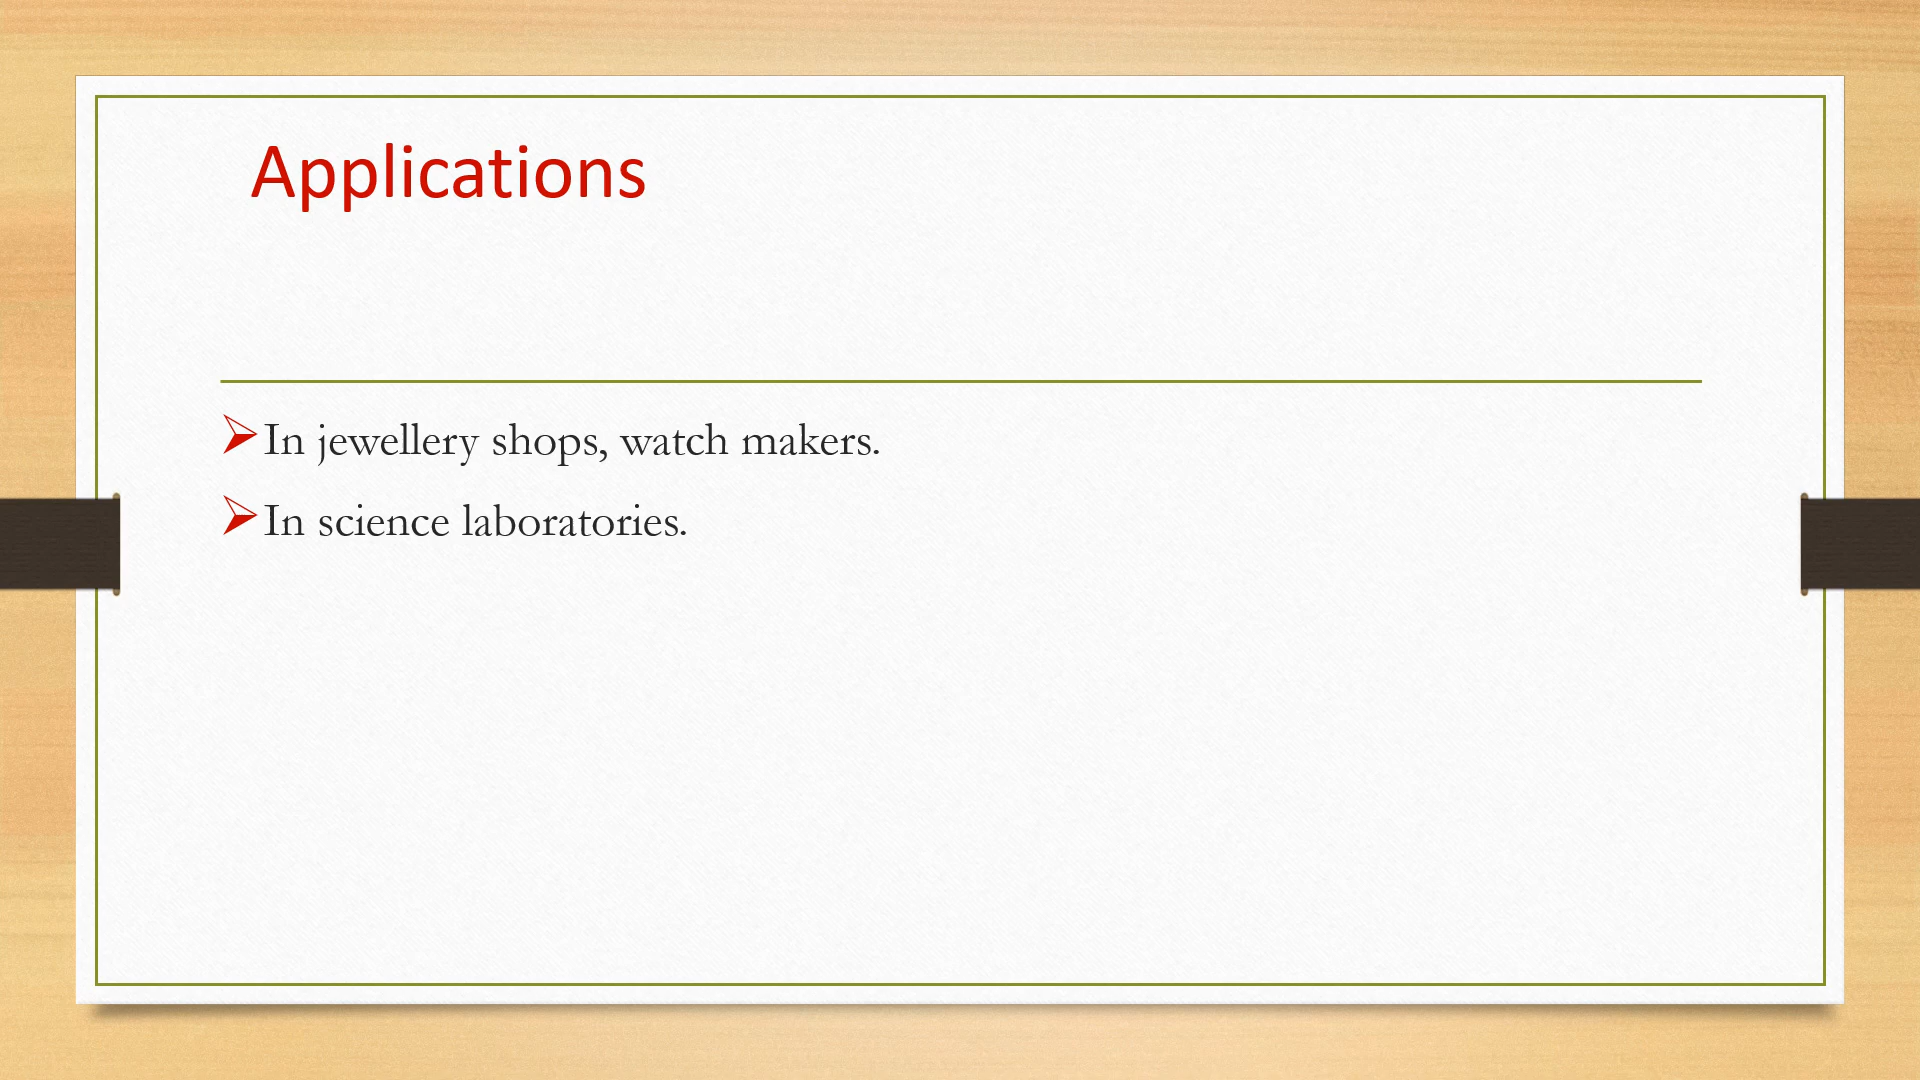 Applications
In jewellery shops, watch makers.
In science laboratories.